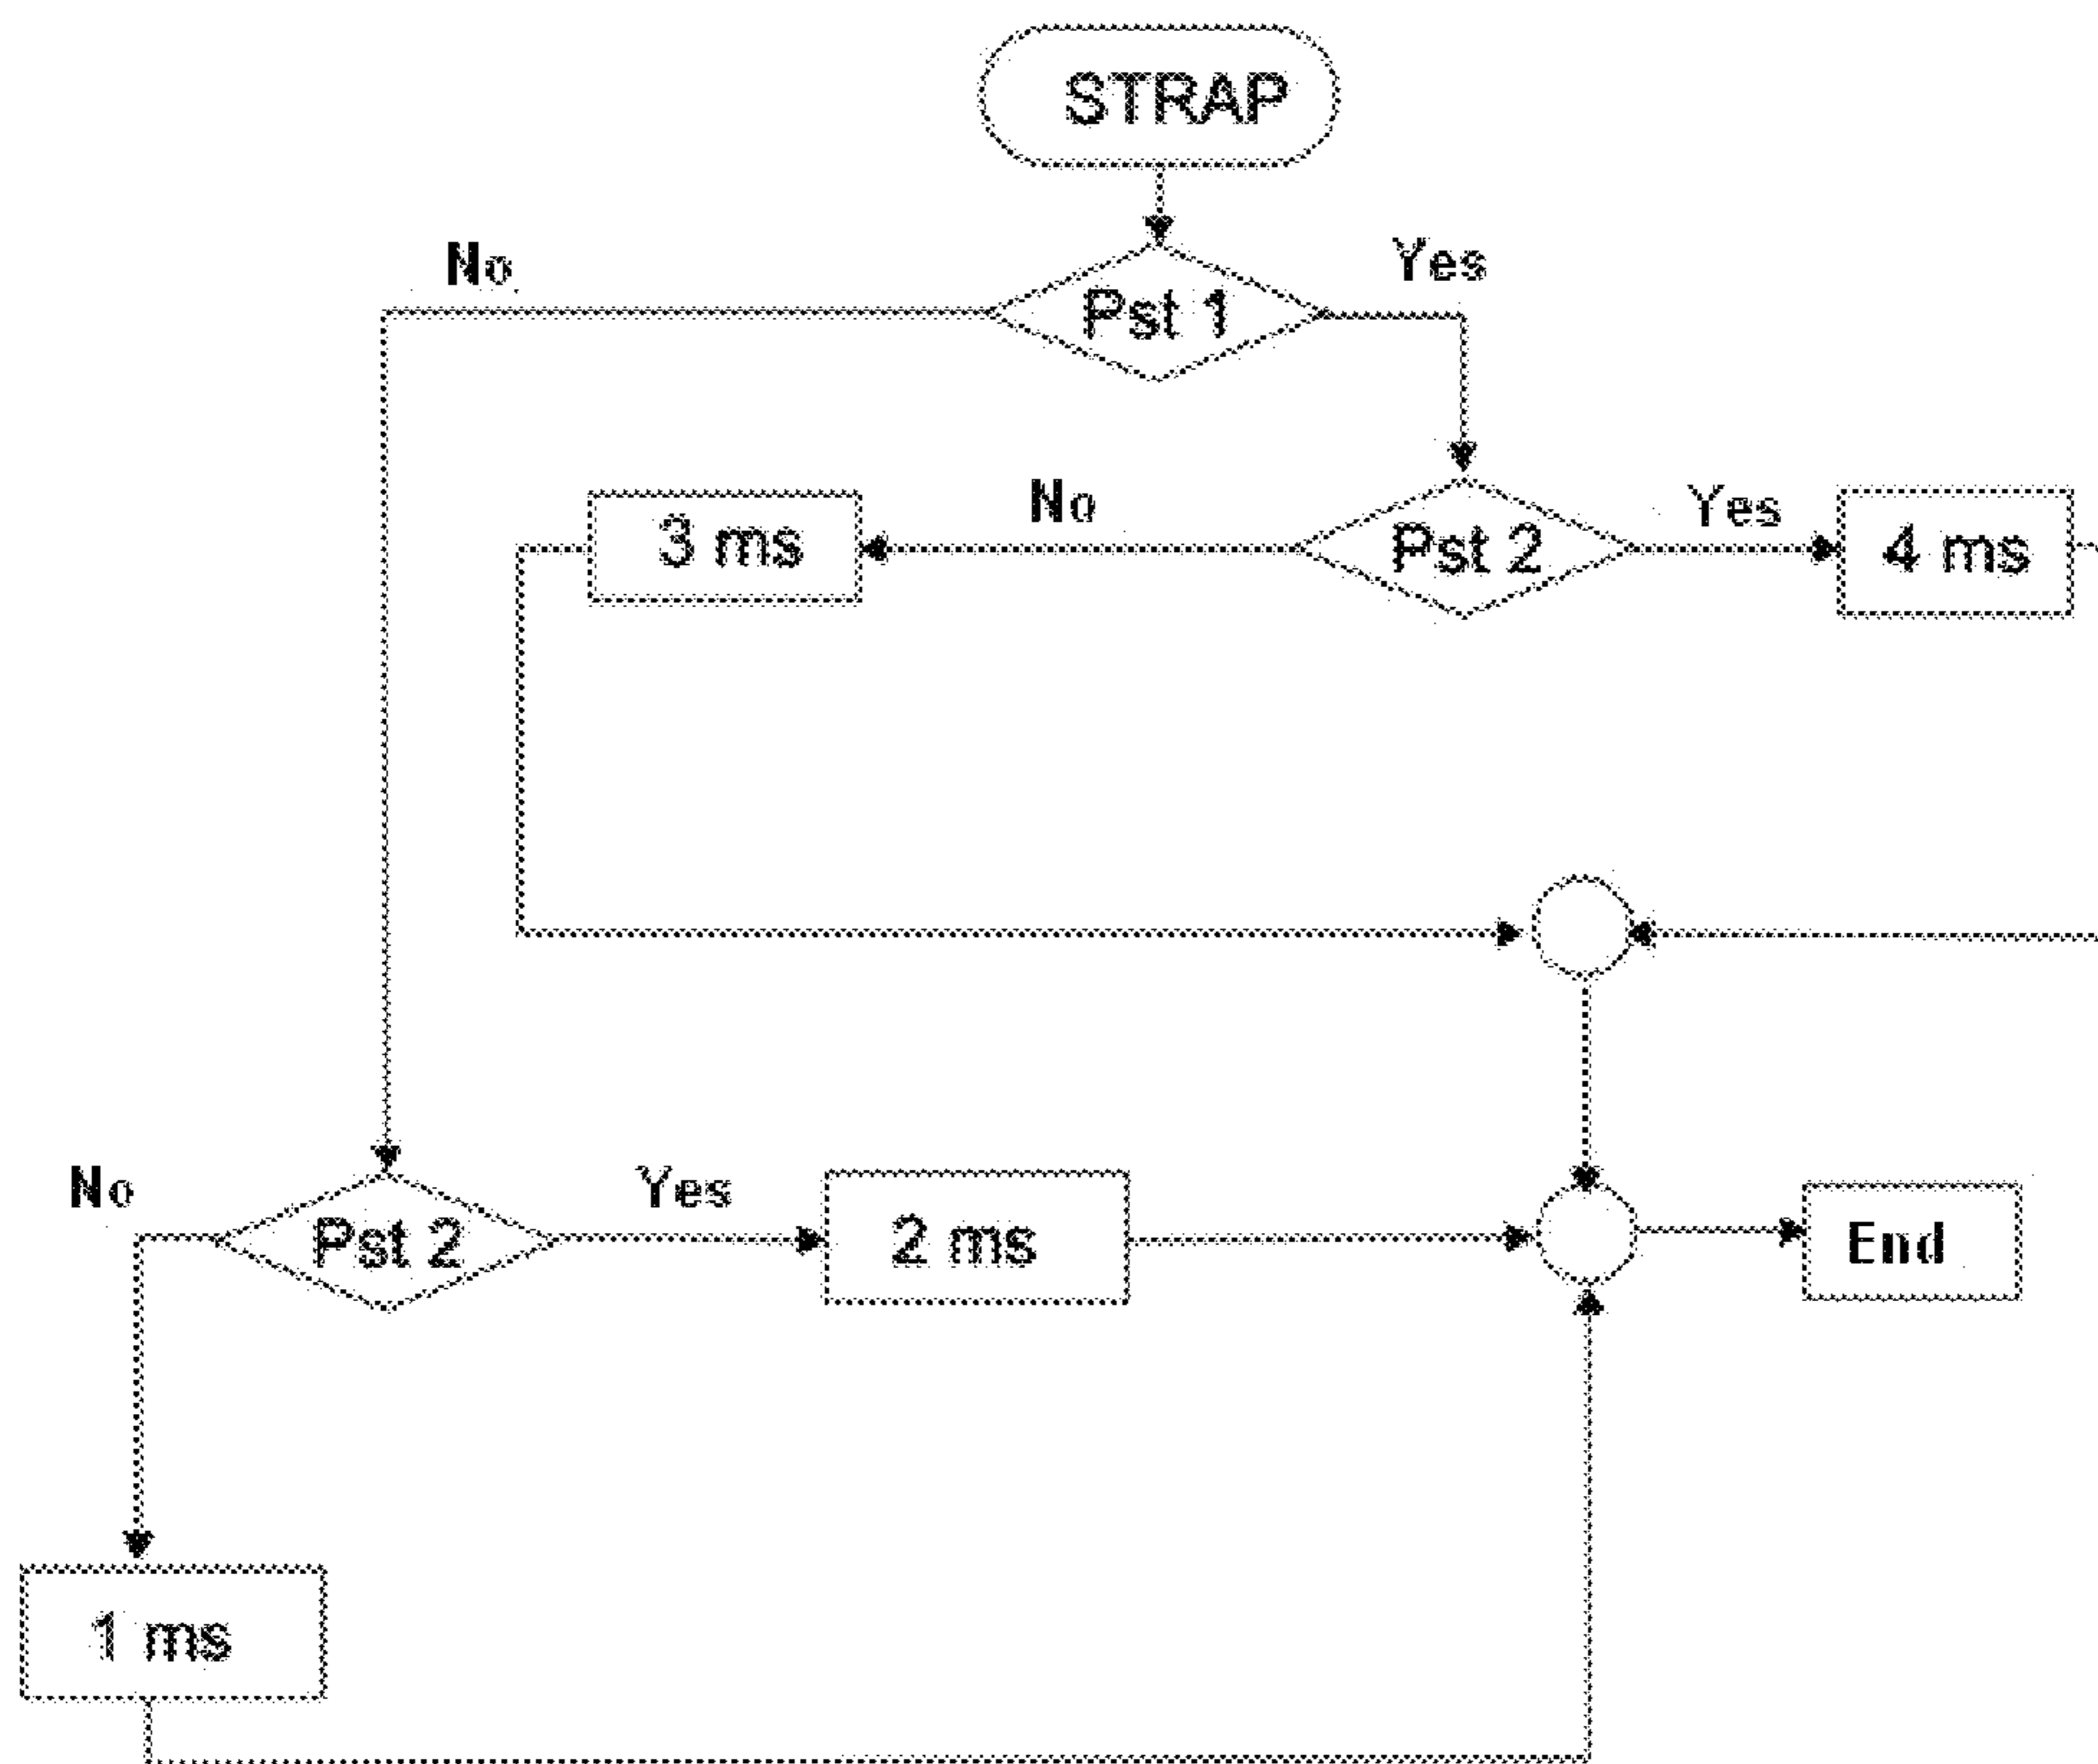 STRAP
No
Yes
Pst 1
3 ms
No
Pst 2
Yes
4 ms
No
Pst 2
Yes
2 ms
End
1 ms